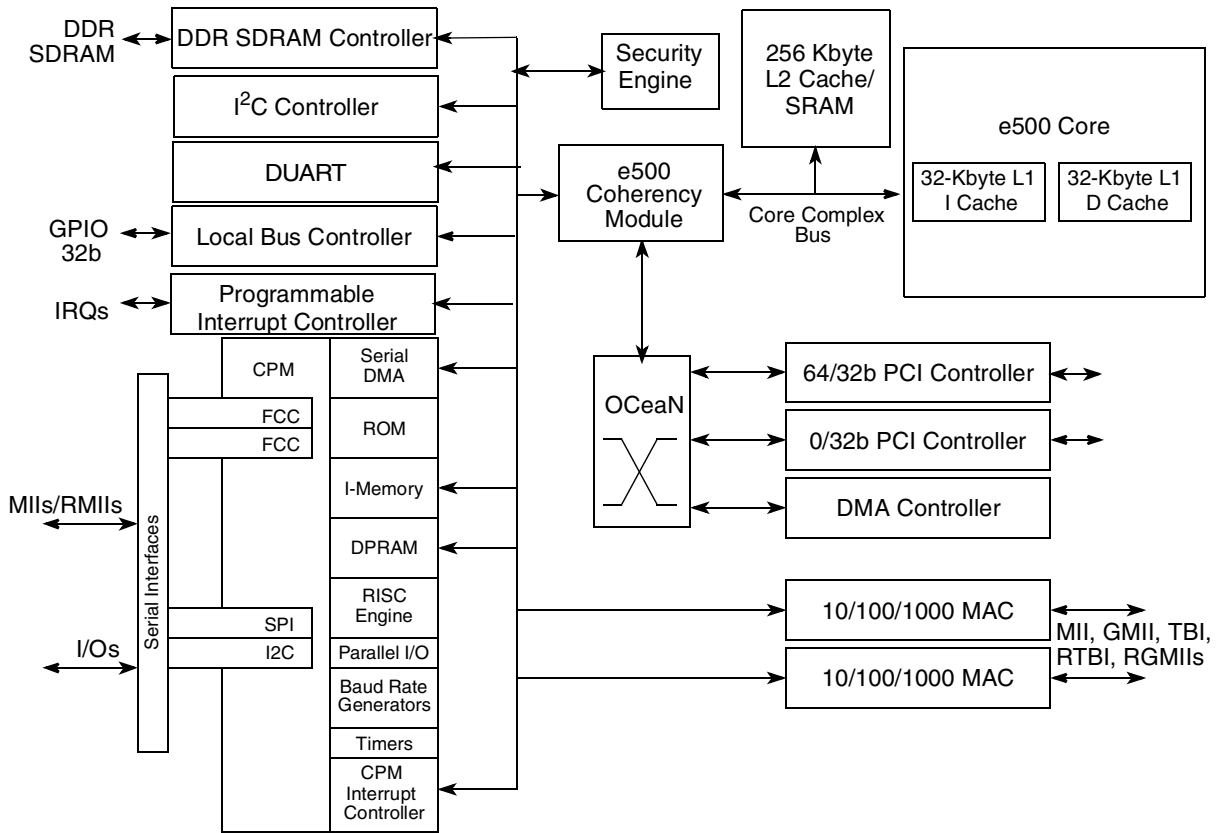 DDR
SDRAM
DDR SDRAM Controller
I2C Controller
DUART
GPIO
32b
Local Bus Controller
IRQs
Programmable
Interrupt Controller
Security
Engine
256 Kbyte
L2 Cache/
SRAM
e500 Core
32-Kbyte L1
I Cache
32-Kbyte L1
D Cache
e500
Coherency
Module
Core Complex
Bus
CPM
Serial
DMA
FCC
FCC
ROM
I-Memory
MIIs/RMIIs
Serial Interfaces
DPRAM
RISC
Engine
SPI
I2C
I/Os
Parallel I/O
Baud Rate
Generators
Timers
CPM
Interrupt
Controller
OCeaN
64/32b PCI Controller
0/32b PCI Controller
DMA Controller
10/100/1000 MAC
10/100/1000 MAC
MII, GMII, TBI,
RTBI, RGMIIs